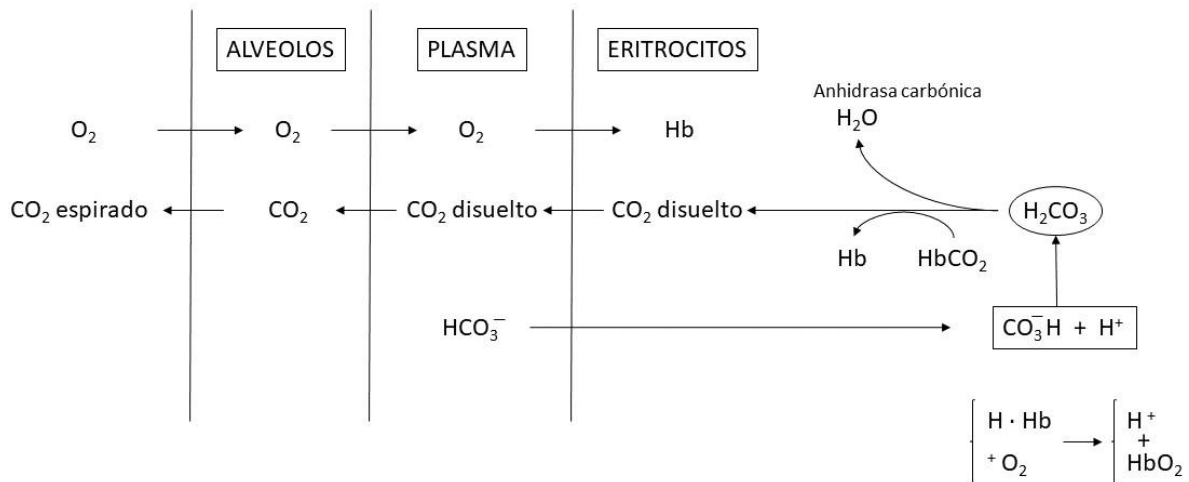 ALVEOLOS PLASMA ERITROCITOS
Anhidrasa carbónica
O₂ O₂ O₂ Hb H₂O
CO₂ espirado CO₂ CO₂ disuelto CO₂ disuelto H₂CO₃
Hb HbCO₂
HCO₃⁻ CO₃⁻H + H⁺
H · Hb H⁺
+
⁺O₂ HbO₂